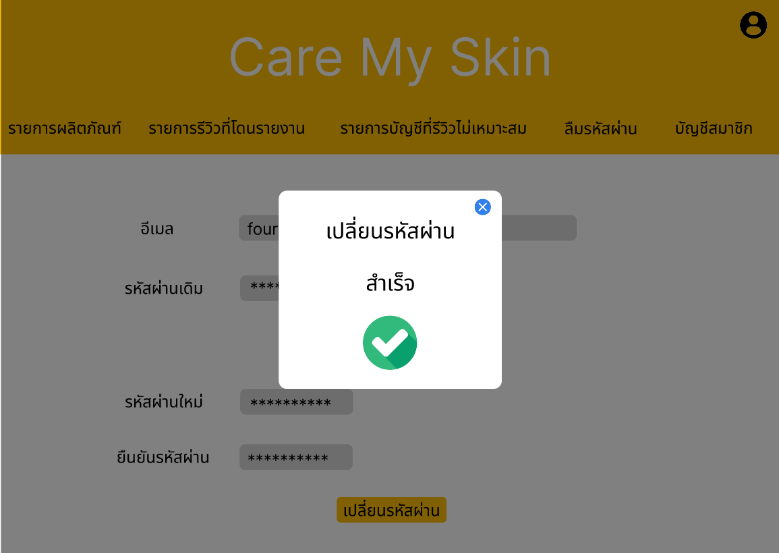 Care My Skin
รายการผลิตภัณฑ์ รายการรีวิวที่โดนรายงาน รายการบัญชีที่รีวิวไม่เหมาะสม ลืมรหัสผ่าน บัญชีสมาชิก
เปลี่ยนรหัสผ่าน
สำเร็จ
อีเมล four
รหัสผ่านเดิม ****
รหัสผ่านใหม่ **********
ยืนยันรหัสผ่าน **********
เปลี่ยนรหัสผ่าน